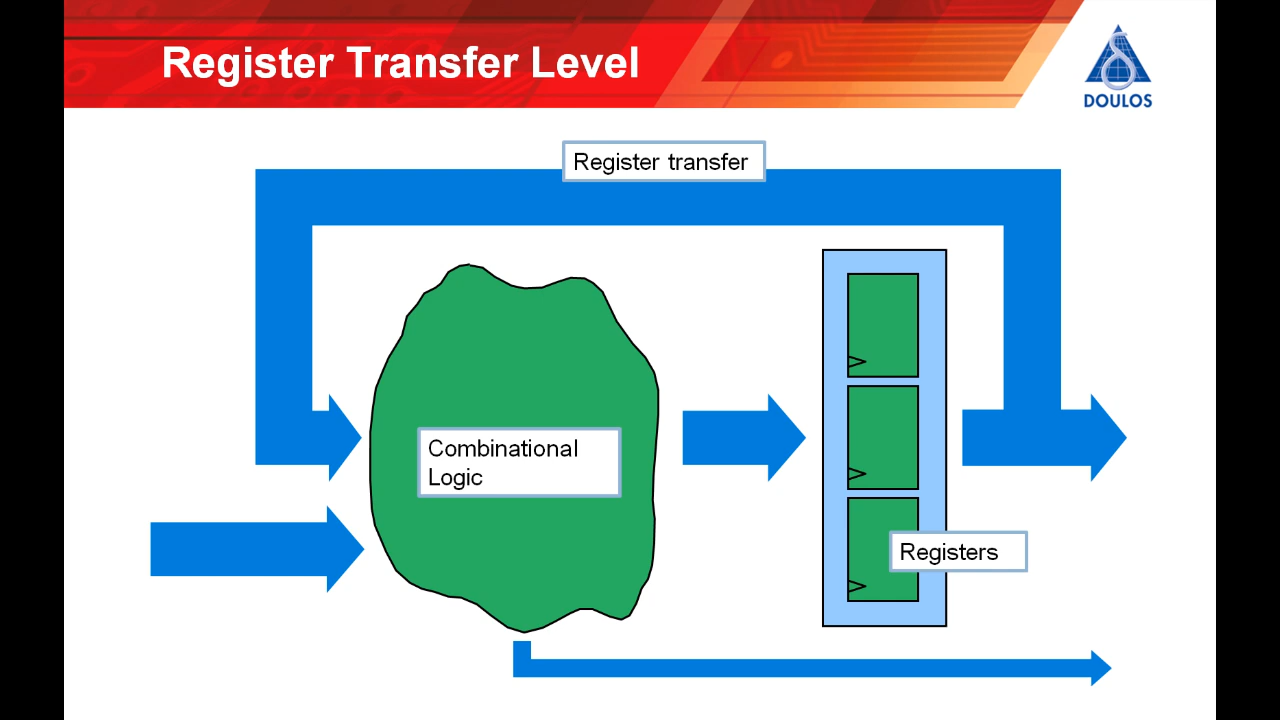 Register Transfer Level
DOULOS
Register transfer
Combinational
Logic
Registers